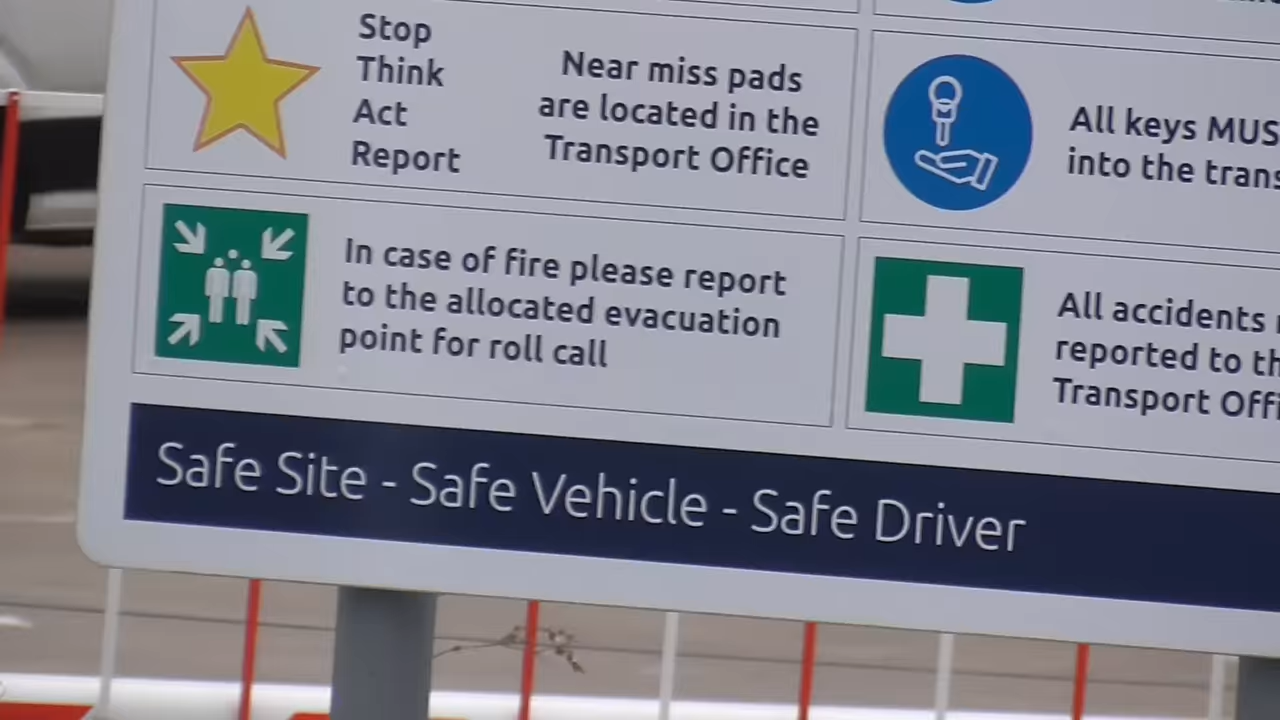 Stop
Think
Act
Report
Near miss pads
are located in the
Transport Office
All keys
into the
In case of fire please report
to the allocated evacuation
point for roll call
All accidents
reported to
Transport
Safe Site - Safe Vehicle - Safe Driver